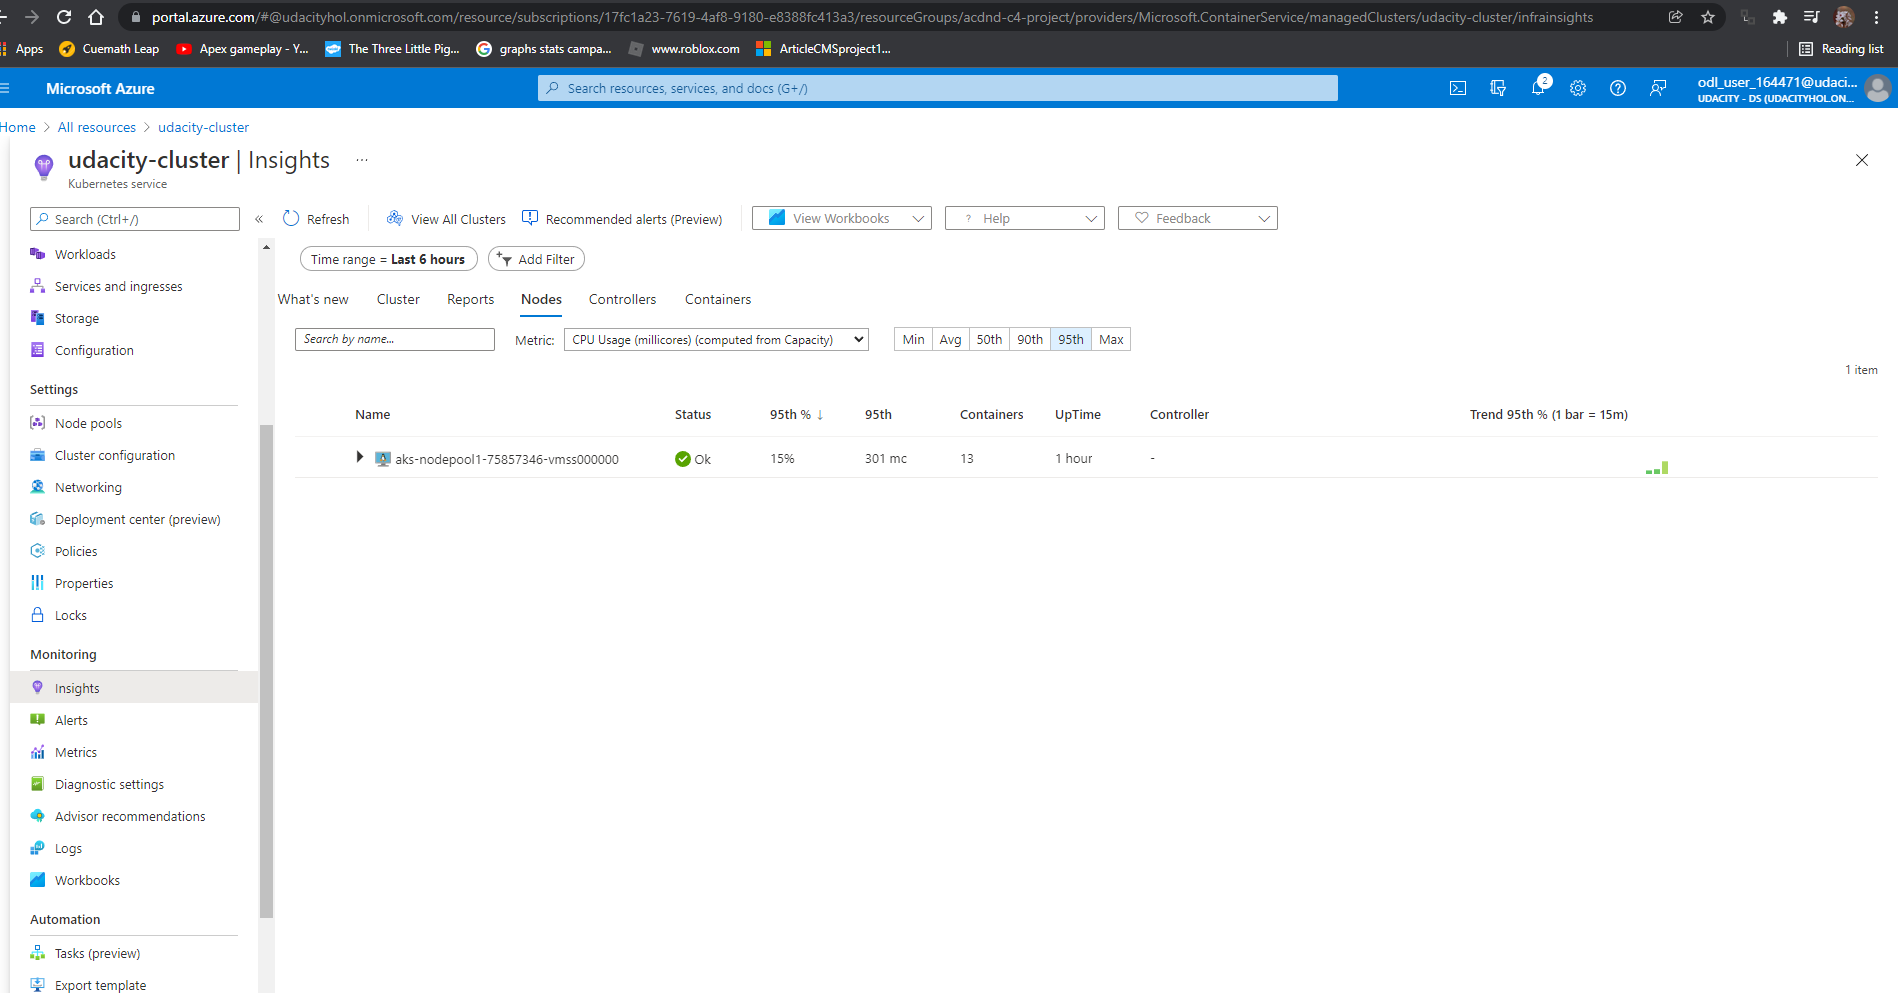 portal.azure.com/#@udacityhol.onmicrosoft.com/resource/subscriptions/17fc1a23-7619-4af8-9180-e8388fc413a3/resourceGroups/acdnd-c4-project/providers/Microsoft.ContainerService/managedClusters/udacity-cluster/infrainsights
Apps Cuemath Leap Apex gameplay - Y... The Three Little Pig... graphs stats campa... www.roblox.com ArticleCMSproject1... Reading list
Microsoft Azure Search resources, services, and docs (G+/) 2 odl_user_164471@udaci...
UDACITY - DS (UDACITYHOL.ON...
Home > All resources > udacity-cluster
udacity-cluster | Insights ...
Kubernetes service
Search (Ctrl+/) « Refresh View All Clusters Recommended alerts (Preview) View Workbooks ? Help Feedback
Workloads
Time range = Last 6 hours Add Filter
Services and ingresses
What's new Cluster Reports Nodes Controllers Containers
Storage
Search by name... Metric: CPU Usage (millicores) (computed from Capacity) Min Avg 50th 90th 95th Max
Configuration
1 item
Settings
Name Status 95th % ↓ 95th Containers UpTime Controller Trend 95th % (1 bar = 15m)
Node pools
Cluster configuration
aks-nodepool1-75857346-vmss000000 Ok 15% 301 mc 13 1 hour -
Networking
Deployment center (preview)
Policies
Properties
Locks
Monitoring
Insights
Alerts
Metrics
Diagnostic settings
Advisor recommendations
Logs
Workbooks
Automation
Tasks (preview)
Export template